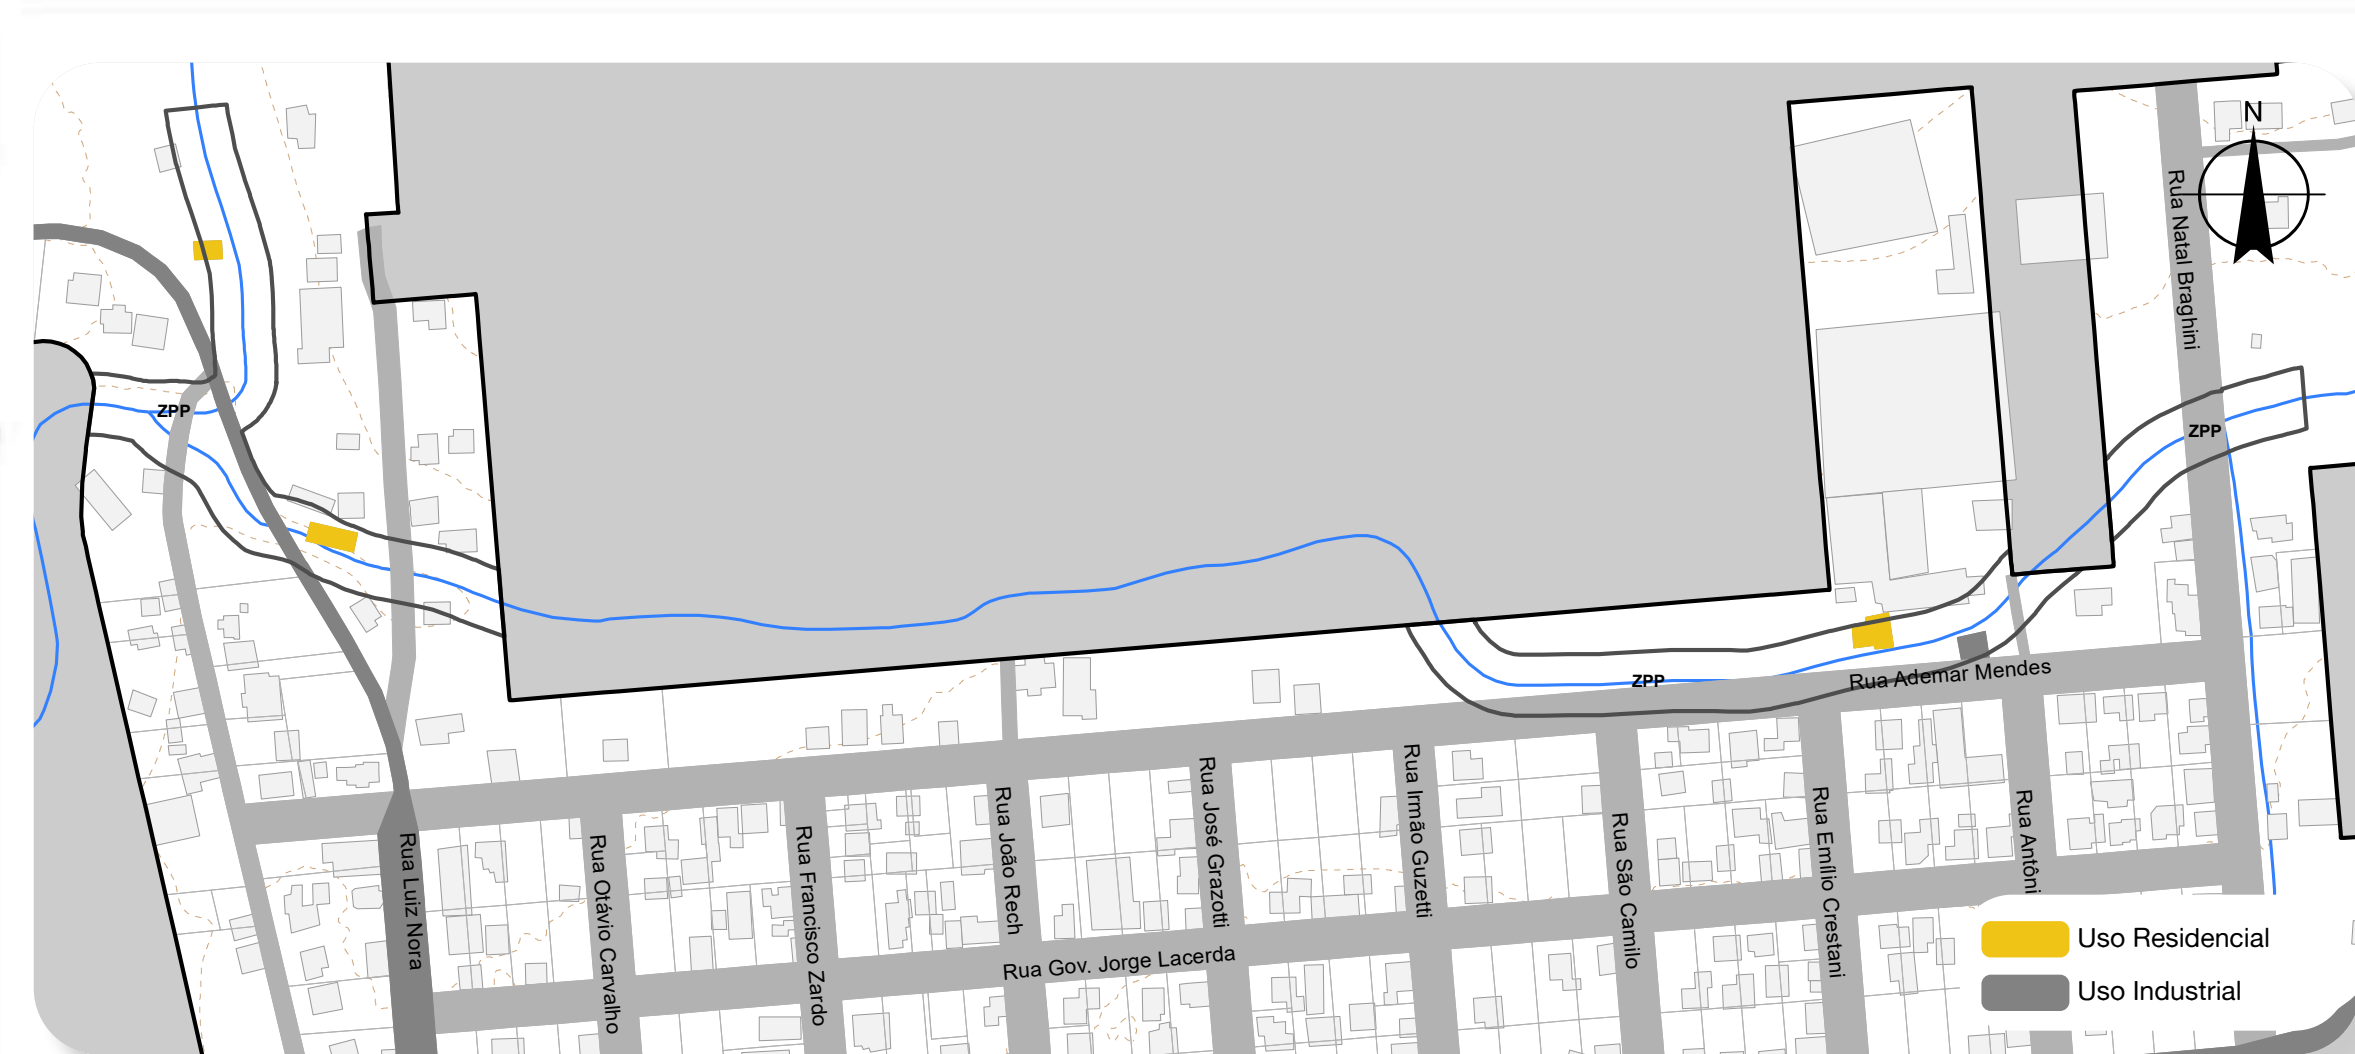 N
Rua Natal Braghini
ZPP
ZPP
ZPP
Rua Ademar Mendes
Rua Luiz Nora
Rua Otávio Carvalho
Rua Francisco Zardo
Rua João Rech
Rua José Grazotti
Rua Irmão Guzetti
Rua São Camilo
Rua Emílio Crestani
Rua Antôni
Rua Gov. Jorge Lacerda
Uso Residencial
Uso Industrial